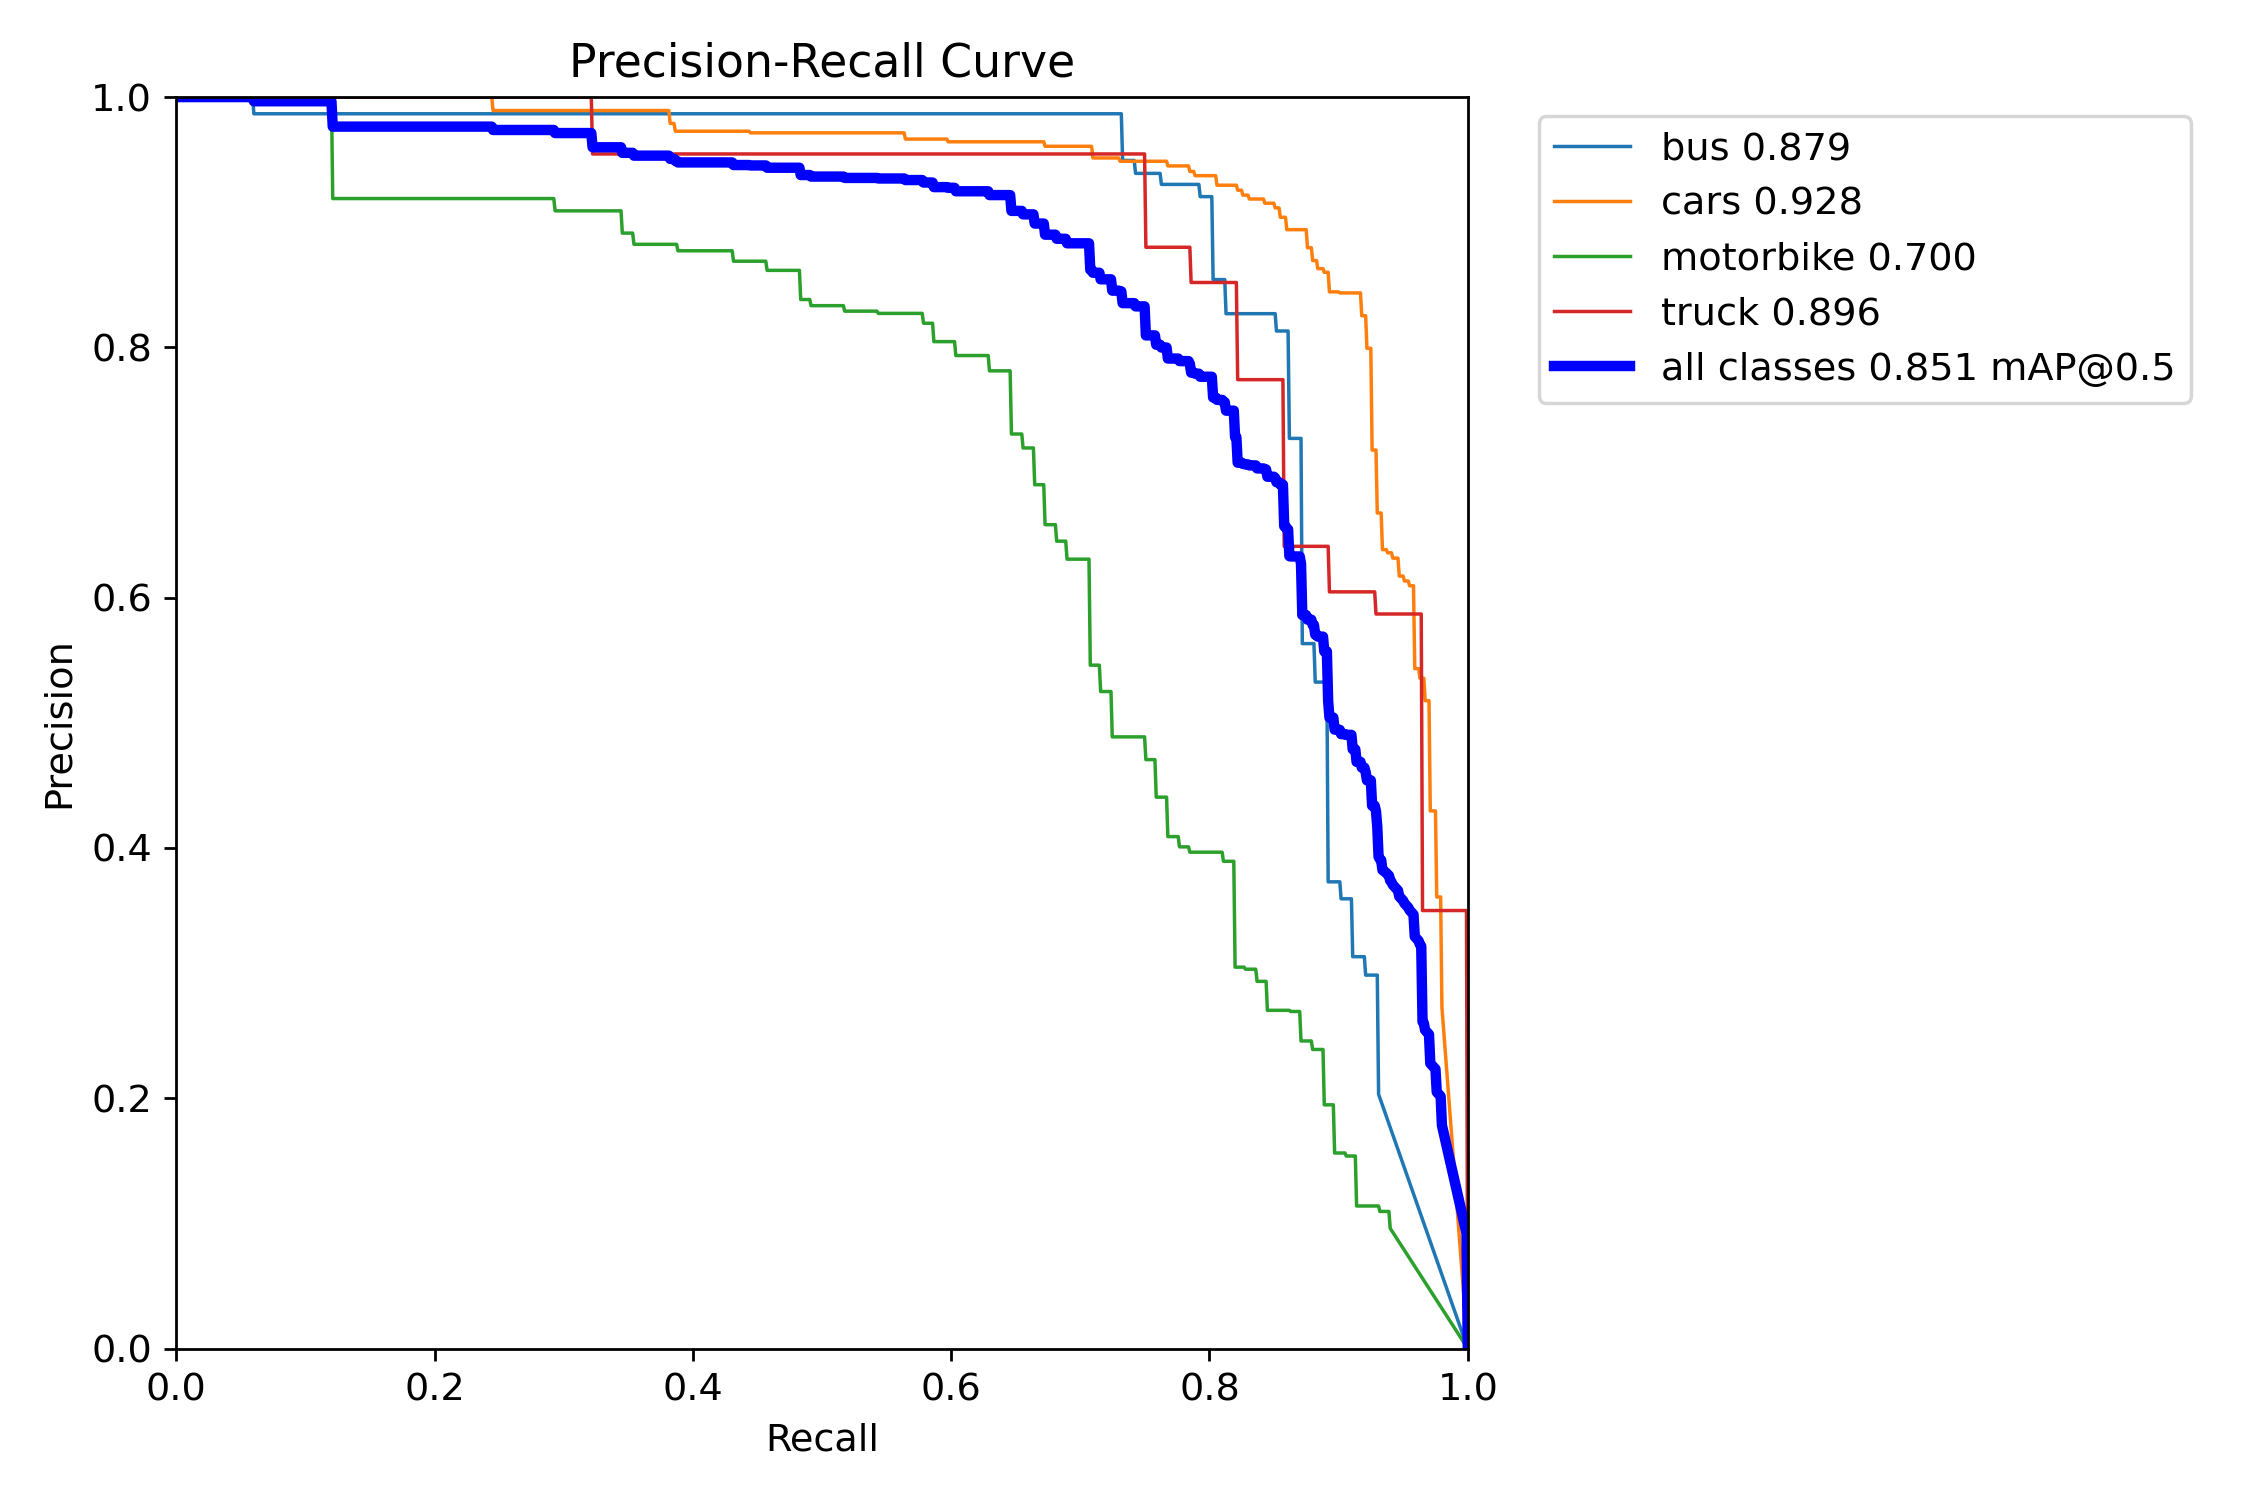 Precision-Recall Curve
1.0
0.8
0.6
0.4
0.2
0.0
Precision
0.0 0.2 0.4 0.6 0.8 1.0
Recall
bus 0.879
cars 0.928
motorbike 0.700
truck 0.896
all classes 0.851 mAP@0.5